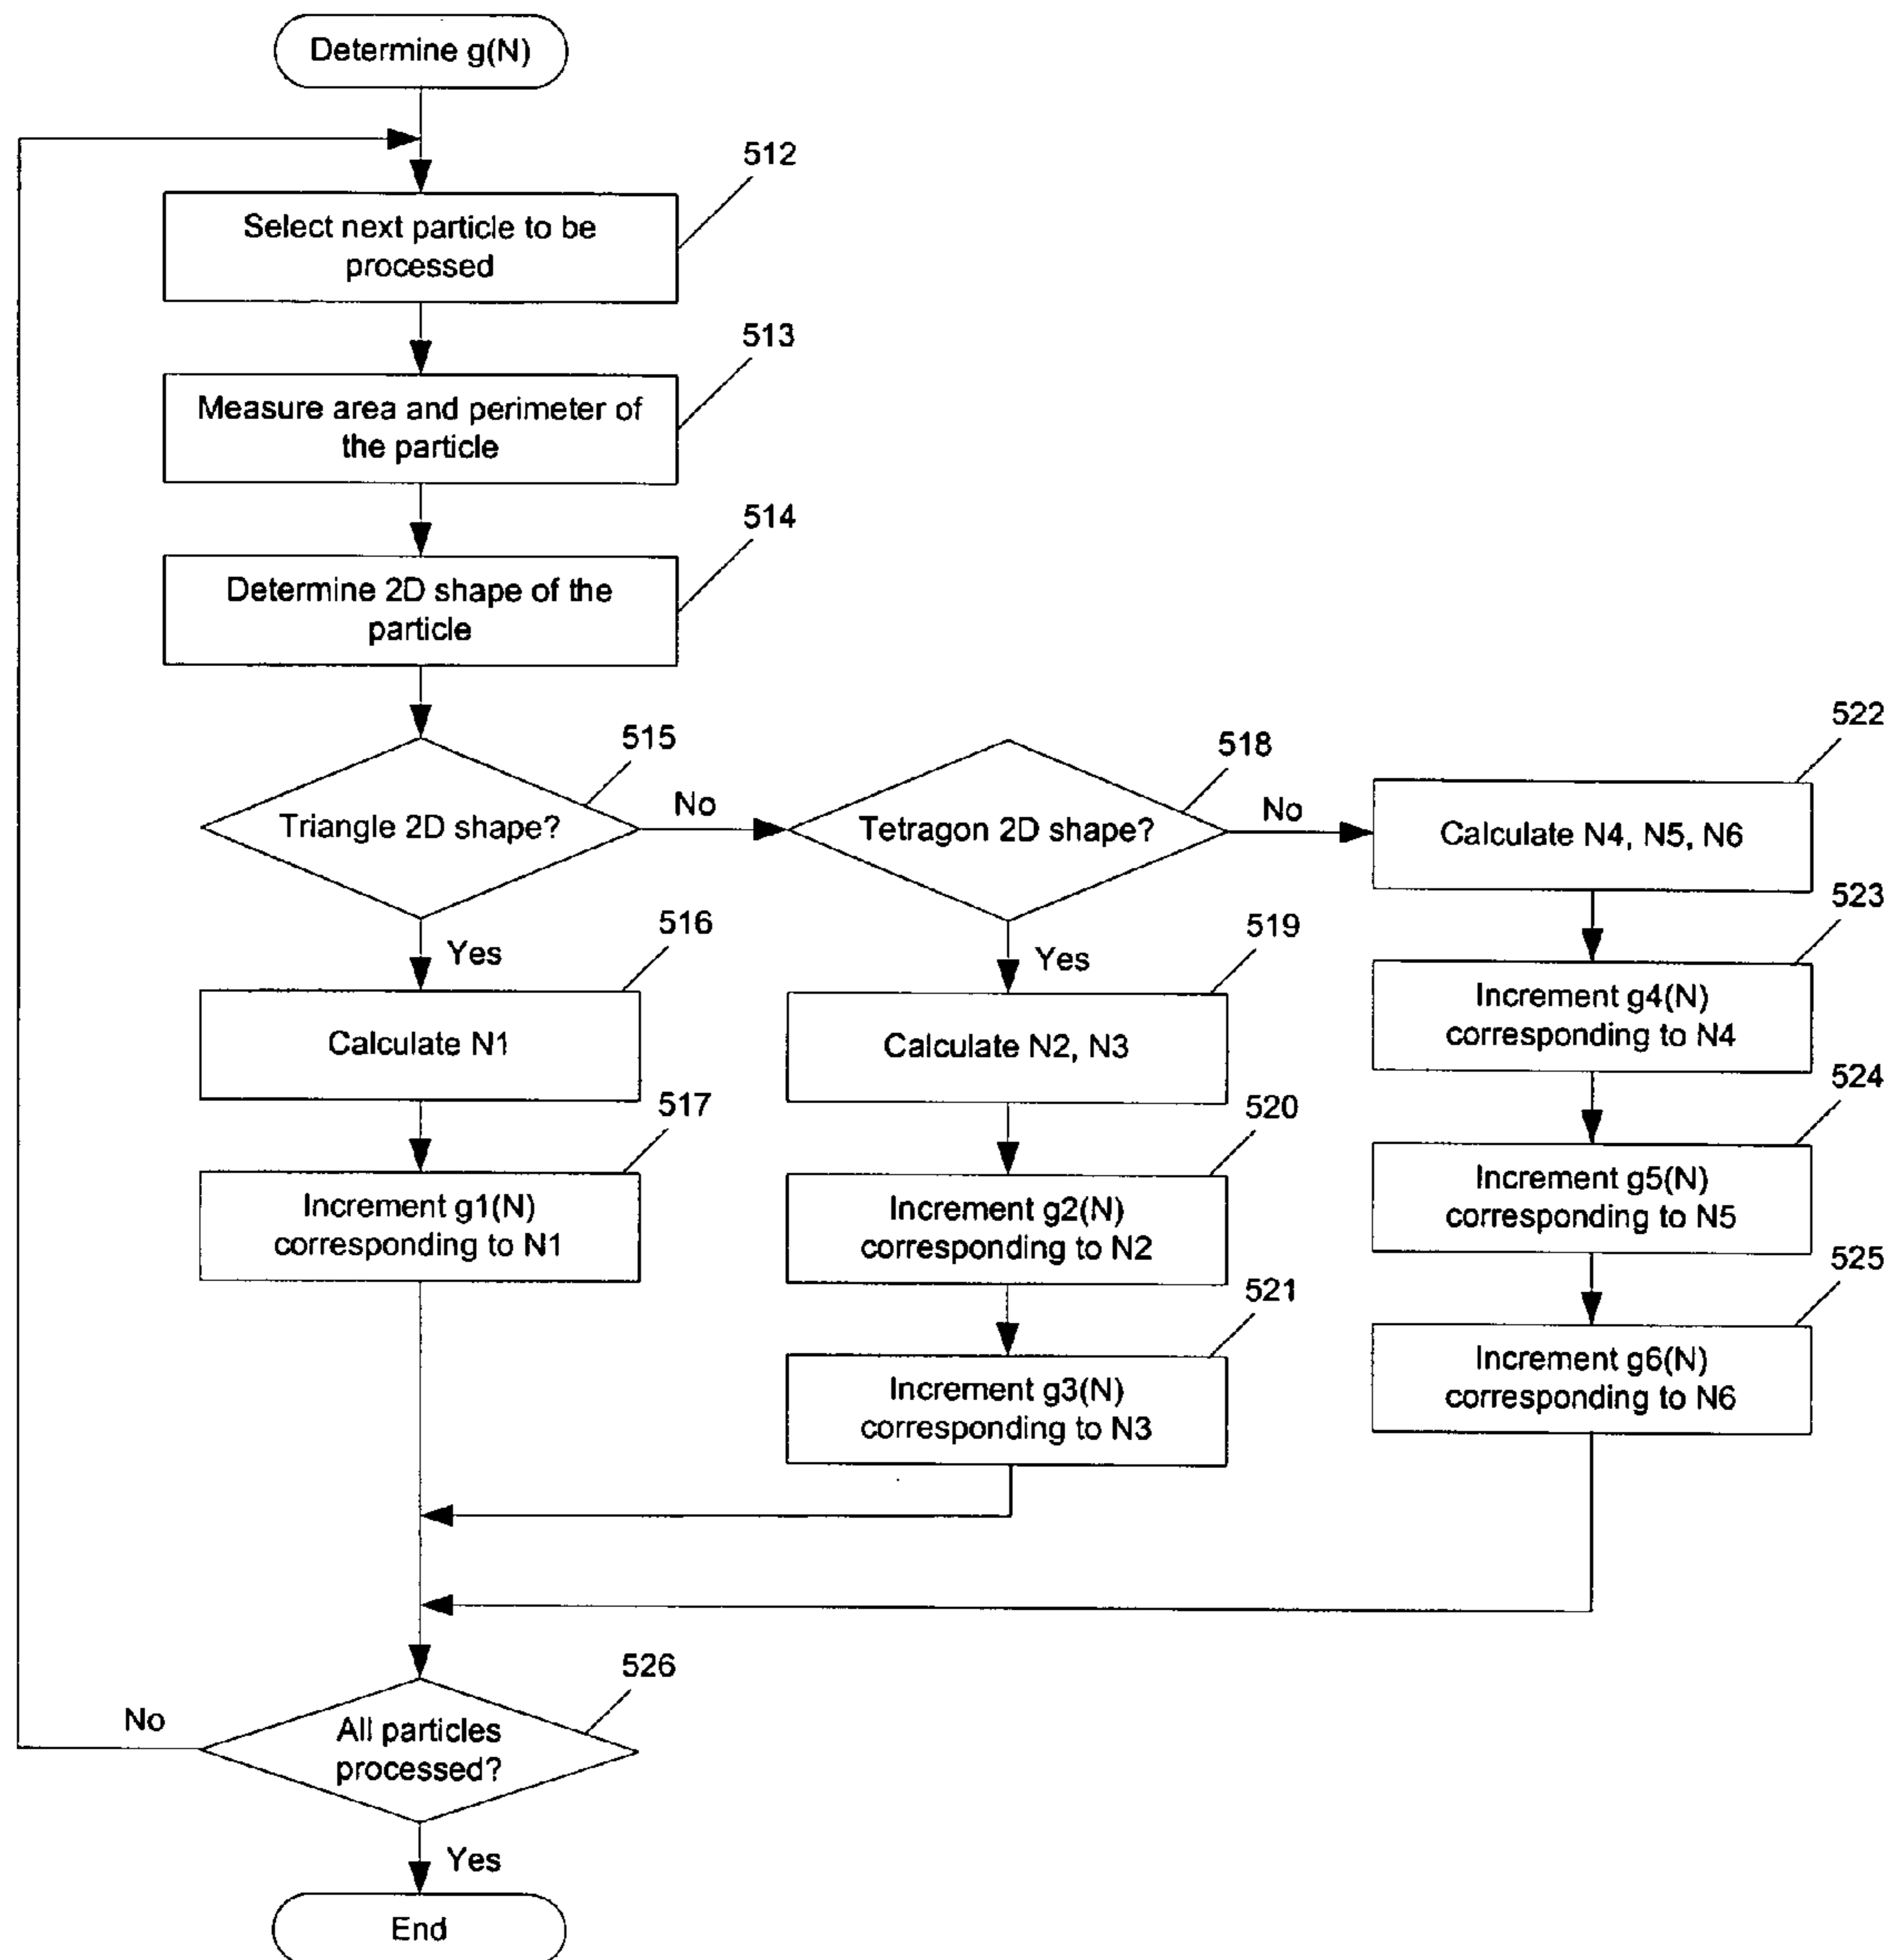 Determine g(N)
512
Select next particle to be
processed
513
Measure area and perimeter of
the particle
514
Determine 2D shape of the
particle
515
Triangle 2D shape?
No
518
Tetragon 2D shape?
No
522
Calculate N4, N5, N6
Yes
516
Calculate N1
Yes
519
Calculate N2, N3
523
Increment g4(N)
corresponding to N4
517
Increment g1(N)
corresponding to N1
520
Increment g2(N)
corresponding to N2
524
Increment g5(N)
corresponding to N5
521
Increment g3(N)
corresponding to N3
525
Increment g6(N)
corresponding to N6
526
All particles
processed?
No
Yes
End